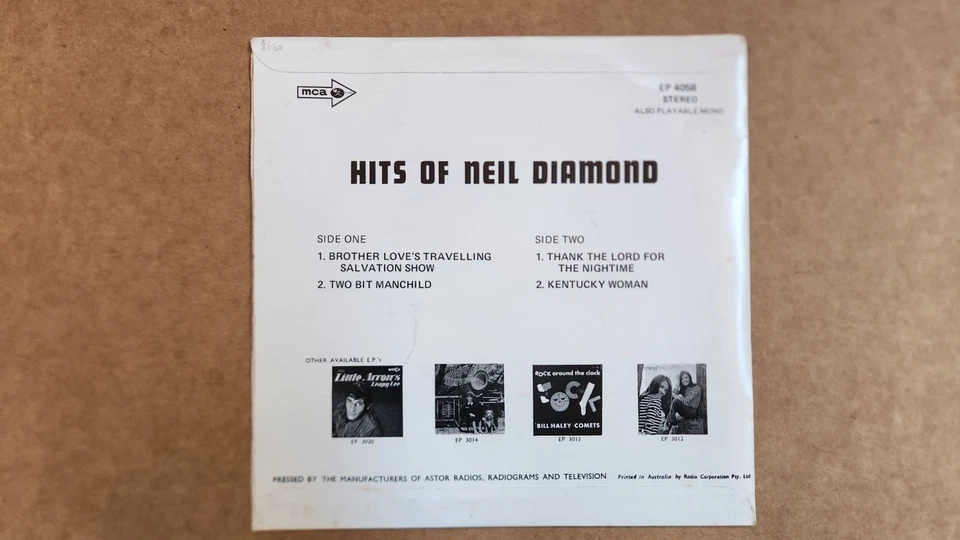 mca
EP 4058
STEREO
ALSO PLAYABLE MONO
HITS OF NEIL DIAMOND
SIDE ONE
1. BROTHER LOVE'S TRAVELLING
SALVATION SHOW
2. TWO BIT MANCHILD
SIDE TWO
1. THANK THE LORD FOR
THE NIGHTIME
2. KENTUCKY WOMAN
OTHER AVAILABLE E.P.'s
Little Arrows
Leapy Lee
EP 3020
EP 3014
ROCK around the clock
ROCK
BILL HALEY COMETS
EP 3013
EP 3012
PRESSED BY THE MANUFACTURERS OF ASTOR RADIOS, RADIOGRAMS AND TELEVISION
Printed in Australia by Radio Corporation Pty. Ltd.